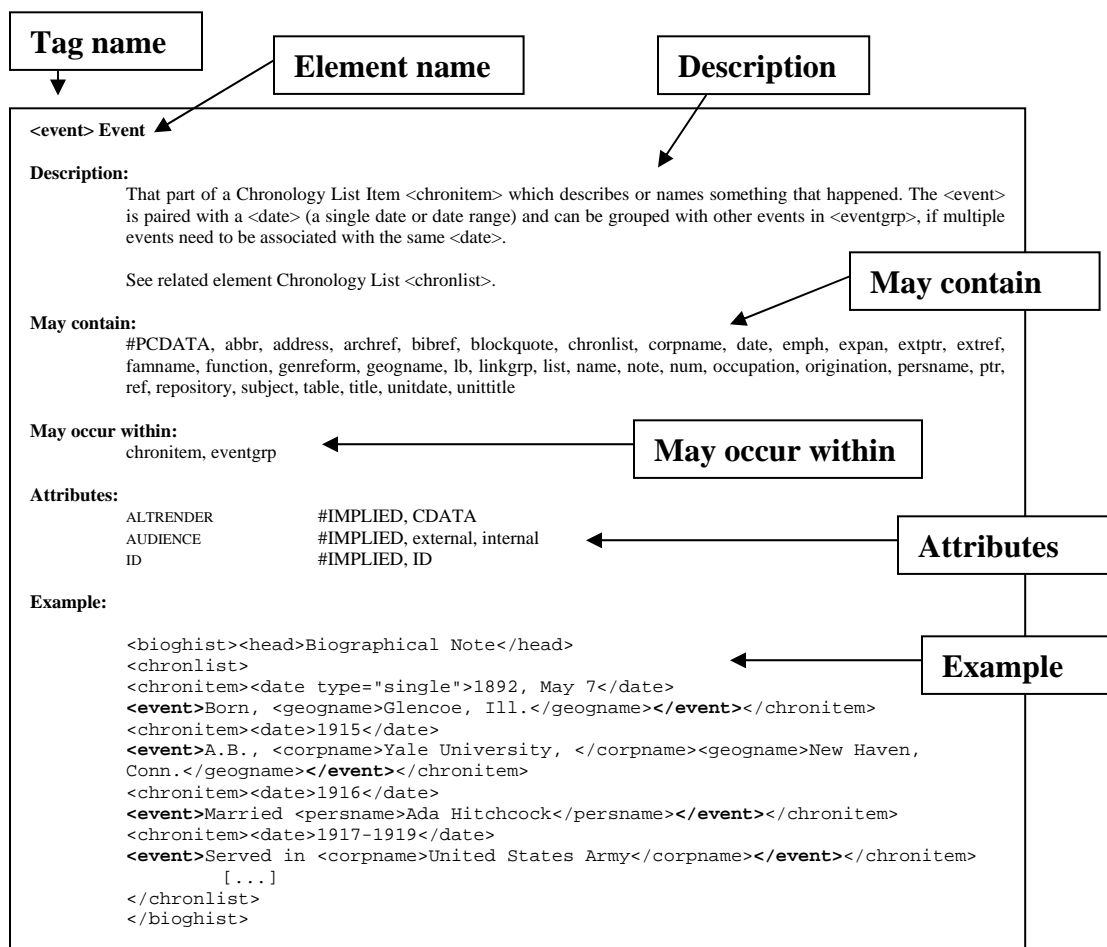 Tag name
Element name
Description
<event> Event
Description:
That part of a Chronology List Item <chronitem> which describes or names something that happened. The <event>
is paired with a <date> (a single date or date range) and can be grouped with other events in <eventgrp>, if multiple
events need to be associated with the same <date>.
See related element Chronology List <chronlist>.
May contain
May contain:
#PCDATA, abbr, address, archref, bibref, blockquote, chronlist, corpname, date, emph, expan, extptr, extref,
famname, function, genreform, geogname, lb, linkgrp, list, name, note, num, occupation, origination, persname, ptr,
ref, repository, subject, table, title, unitdate, unittitle
May occur within:
chronitem, eventgrp
May occur within
Attributes:
ALTRENDER #IMPLIED, CDATA
AUDIENCE #IMPLIED, external, internal
ID #IMPLIED, ID
Attributes
Example:
<bioghist><head>Biographical Note</head>
<chronlist>
Example
<chronitem><date type="single">1892, May 7</date>
<event>Born, <geogname>Glencoe, Ill.</geogname></event></chronitem>
<chronitem><date>1915</date>
<event>A.B., <corpname>Yale University, </corpname><geogname>New Haven,
Conn.</geogname></event></chronitem>
<chronitem><date>1916</date>
<event>Married <persname>Ada Hitchcock</persname></event></chronitem>
<chronitem><date>1917-1919</date>
<event>Served in <corpname>United States Army</corpname></event></chronitem>
[...]
</chronlist>
</bioghist>